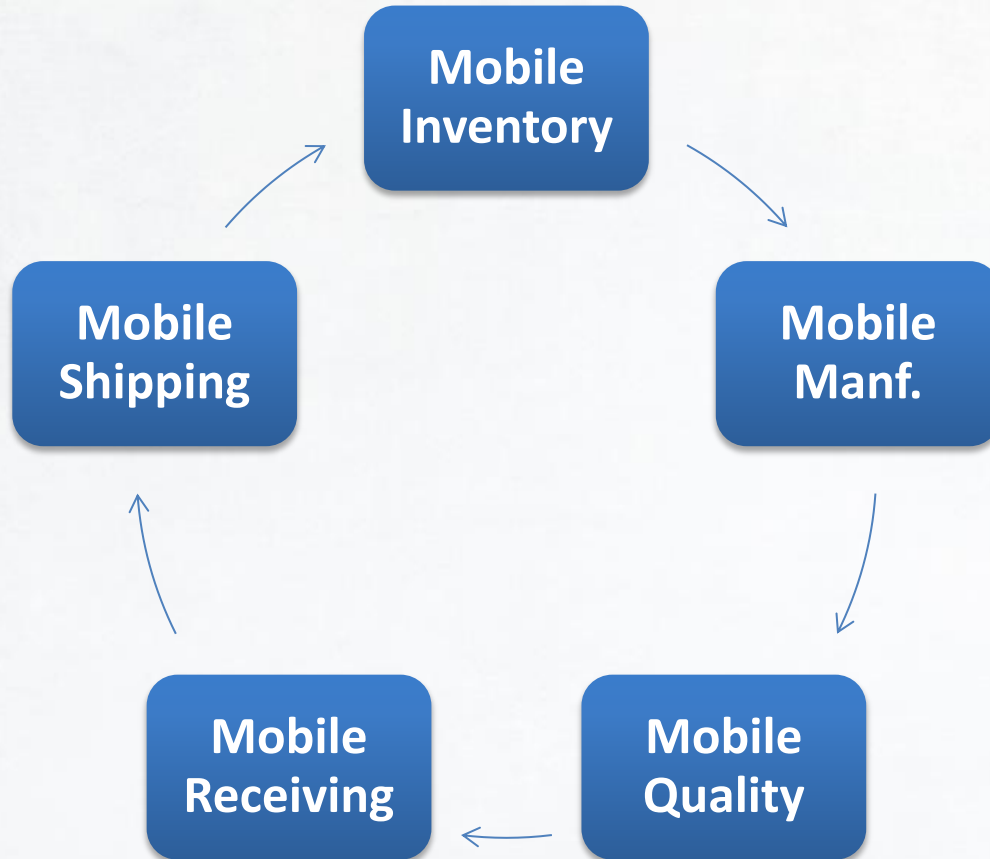 Mobile
Inventory
Mobile
Shipping
Mobile
Manf.
Mobile
Receiving
Mobile
Quality